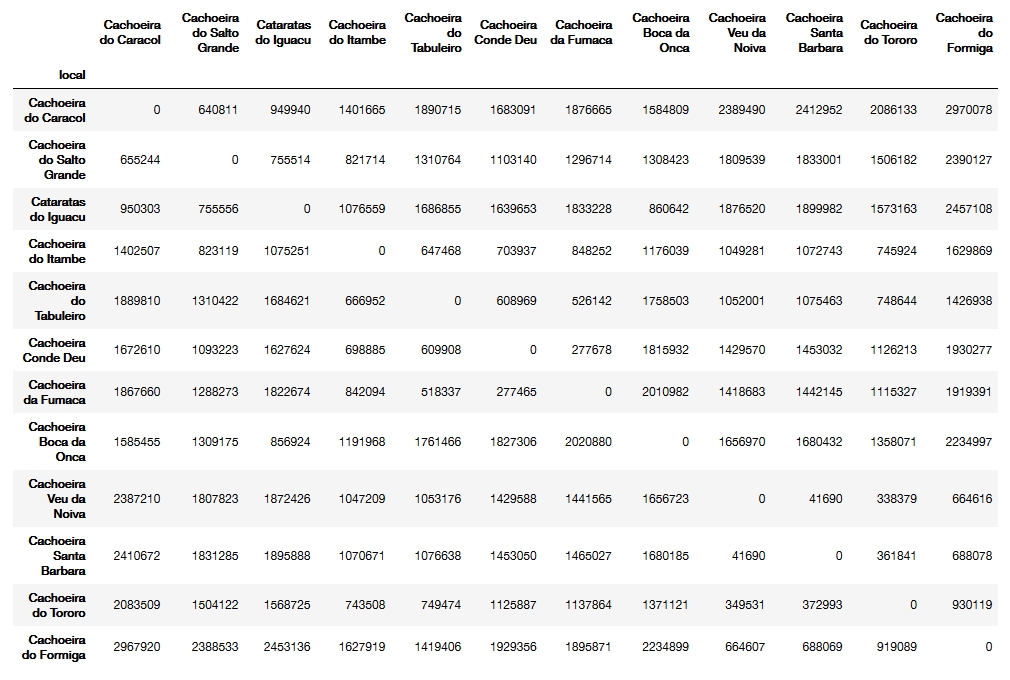 Cachoeira do Caracol Cachoeira do Salto Grande Cataratas do Iguacu Cachoeira do Itambe Cachoeira do Tabuleiro Cachoeira Conde Deu Cachoeira da Fumaca Cachoeira Boca da Onca Cachoeira Veu da Noiva Cachoeira Santa Barbara Cachoeira do Tororo Cachoeira do Formiga
local
Cachoeira do Caracol 0 640811 949940 1401665 1890715 1683091 1876665 1584809 2389490 2412952 2086133 2970078
Cachoeira do Salto Grande 655244 0 755514 821714 1310764 1103140 1296714 1308423 1809539 1833001 1506182 2390127
Cataratas do Iguacu 950303 755556 0 1076559 1686855 1639653 1833228 860642 1876520 1899982 1573163 2457108
Cachoeira do Itambe 1402507 823119 1075251 0 647468 703937 848252 1176039 1049281 1072743 745924 1629869
Cachoeira do Tabuleiro 1889810 1310422 1684621 666952 0 608969 526142 1758503 1052001 1075463 748644 1426938
Cachoeira Conde Deu 1672610 1093223 1627624 698885 609908 0 277678 1815932 1429570 1453032 1126213 1930277
Cachoeira da Fumaca 1867660 1288273 1822674 842094 518337 277465 0 2010982 1418683 1442145 1115327 1919391
Cachoeira Boca da Onca 1585455 1309175 856924 1191968 1761466 1827306 2020880 0 1656970 1680432 1358071 2234997
Cachoeira Veu da Noiva 2387210 1807823 1872426 1047209 1053176 1429588 1441565 1656723 0 41690 338379 664616
Cachoeira Santa Barbara 2410672 1831285 1895888 1070671 1076638 1453050 1465027 1680185 41690 0 361841 688078
Cachoeira do Tororo 2083509 1504122 1568725 743508 749474 1125887 1137864 1371121 349531 372993 0 930119
Cachoeira do Formiga 2967920 2388533 2453136 1627919 1419406 1929356 1895871 2234899 664607 688069 919089 0